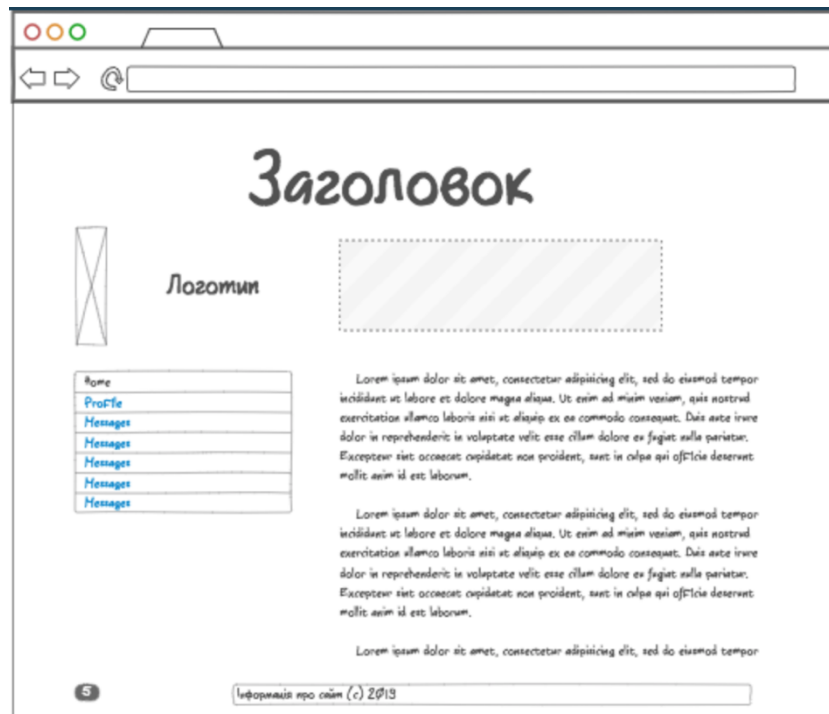 Заголовок
Логотип
Home
Profile
Messages
Messages
Messages
Messages
Messages
Lorem ipsum dolor sit amet, consectetur adipisicing elit, sed do eiusmod tempor
incididunt ut labore et dolore magna aliqua. Ut enim ad minim veniam, quis nostrud
exercitation ullamco laboris nisi ut aliquip ex ea commodo consequat. Duis aute irure
dolor in reprehenderit in voluptate velit esse cillum dolore eu fugiat nulla pariatur.
Excepteur sint occaecat cupidatat non proident, sunt in culpa qui officia deserunt
mollit anim id est laborum.
Lorem ipsum dolor sit amet, consectetur adipisicing elit, sed do eiusmod tempor
incididunt ut labore et dolore magna aliqua. Ut enim ad minim veniam, quis nostrud
exercitation ullamco laboris nisi ut aliquip ex ea commodo consequat. Duis aute irure
dolor in reprehenderit in voluptate velit esse cillum dolore eu fugiat nulla pariatur.
Excepteur sint occaecat cupidatat non proident, sunt in culpa qui officia deserunt
mollit anim id est laborum.
Lorem ipsum dolor sit amet, consectetur adipisicing elit, sed do eiusmod tempor
5
Інформація про сайт (c) 2019